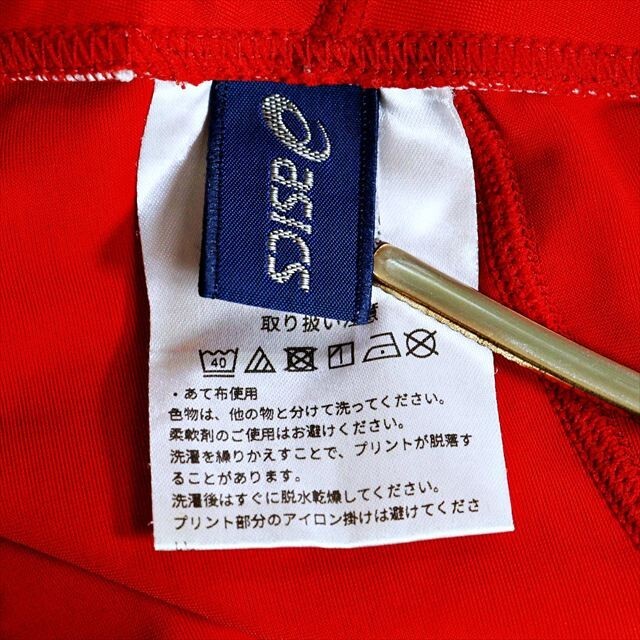 asics
取り扱い注意
40
・あて布使用
色物は、他の物と分けて洗ってください。
柔軟剤のご使用はお避けください。
洗濯を繰りかえすことで、プリントが脱落す
ることがあります。
洗濯後はすぐに脱水乾燥してください。
プリント部分のアイロン掛けは避けてくださ
い。